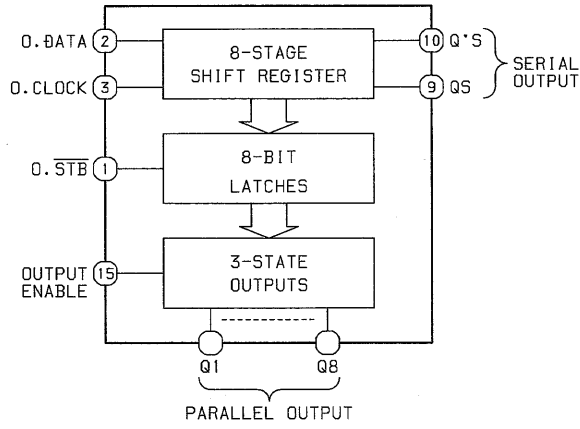 O.DATA 2
8-STAGE
SHIFT REGISTER
10 Q'S
O.CLOCK 3
9 QS
SERIAL
OUTPUT
O.STB 1
8-BIT
LATCHES
OUTPUT
ENABLE
15
3-STATE
OUTPUTS
Q1
Q8
PARALLEL OUTPUT